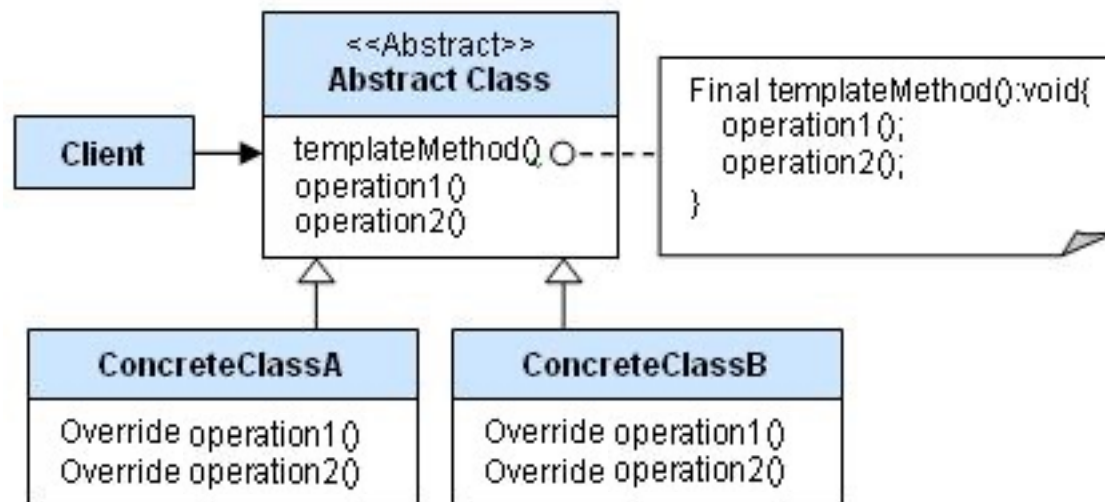 <<Abstract>>
Abstract Class
templateMethod()
operation1()
operation2()
Client
Final templateMethod():void{
operation1();
operation2();
}
ConcreteClassA
Override operation1()
Override operation2()
ConcreteClassB
Override operation1()
Override operation2()